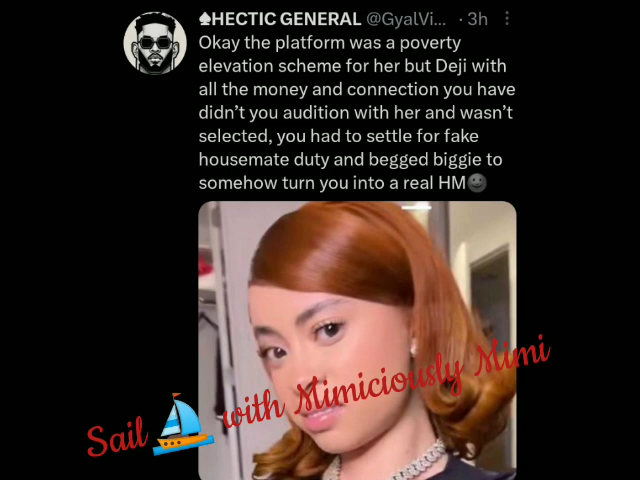 ♠HECTIC GENERAL @GyalVi... · 3h
Okay the platform was a poverty
elevation scheme for her but Deji with
all the money and connection you have
didn’t you audition with her and wasn’t
selected, you had to settle for fake
housemate duty and begged biggie to
somehow turn you into a real HM🌚
Sail ⛵ with Mimiciously Mimi